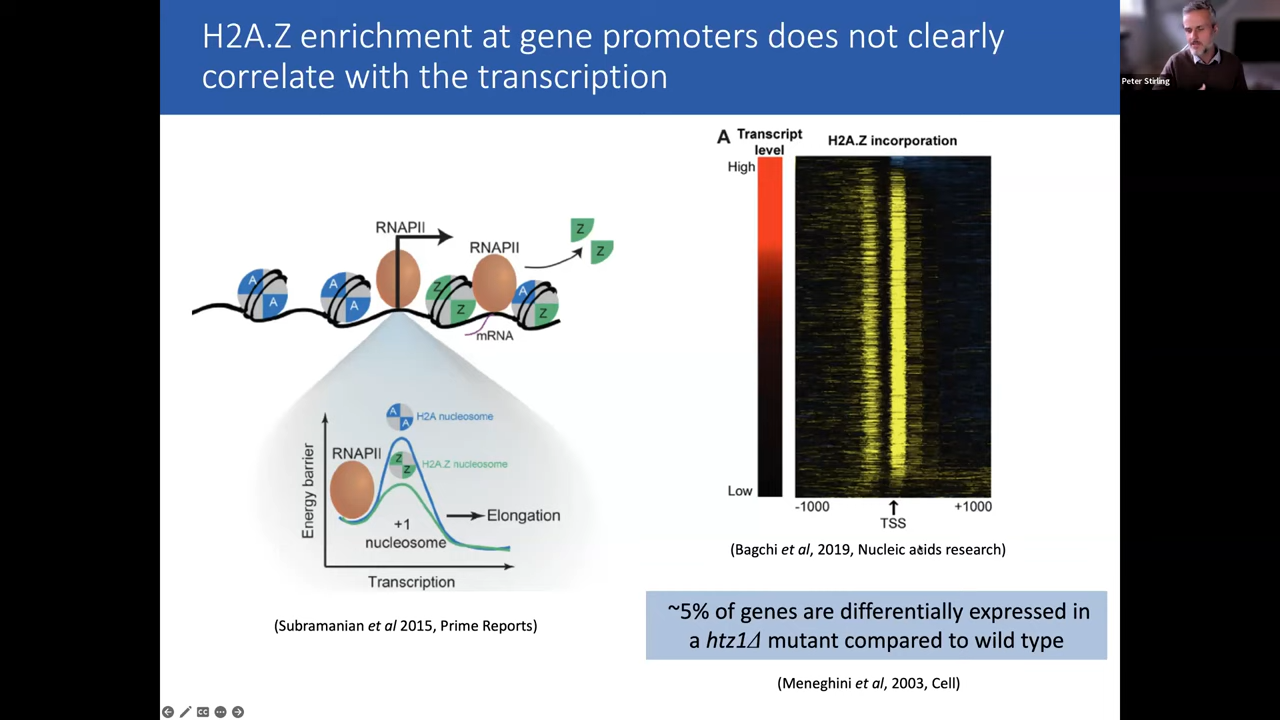 H2A.Z enrichment at gene promoters does not clearly
correlate with the transcription
Peter Stirling
RNAPII
RNAPII
Z
Z
A
A
A
A
Z
Z
A
Z
mRNA
A
A
H2A nucleosome
RNAPII
Z
Z
H2A.Z nucleosome
Energy barrier
+1
nucleosome
Elongation
Transcription
(Subramanian et al 2015, Prime Reports)
A
Transcript
level
H2A.Z incorporation
High
Low
-1000
+1000
TSS
(Bagchi et al, 2019, Nucleic acids research)
~5% of genes are differentially expressed in
a htz1Δ mutant compared to wild type
(Meneghini et al, 2003, Cell)
CC